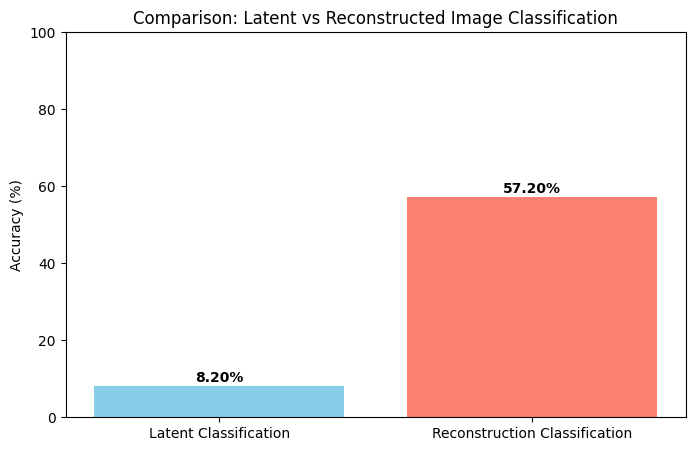 Comparison: Latent vs Reconstructed Image Classification
100
80
60
40
20
0
Accuracy (%)
8.20%
57.20%
Latent Classification
Reconstruction Classification